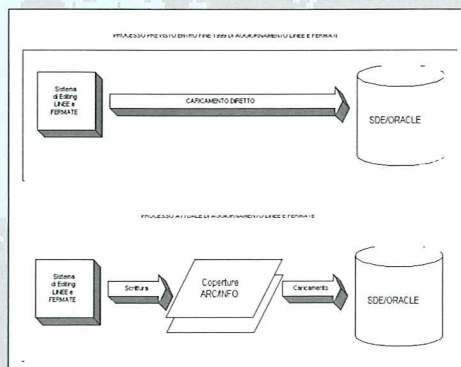 PROCESSO PREVISTO ENTRO FINE 1999 DI AGGIORNAMENTO LINEE E FERMATE
Sistema
di Editing
LINEE e
FERMATE
CARICAMENTO DIRETTO
SDE/ORACLE
PROCESSO ATTUALE DI AGGIORNAMENTO LINEE E FERMATE
Sistema
di Editing
LINEE e
FERMATE
Scrittura
Coperture
ARC/INFO
Caricamento
SDE/ORACLE